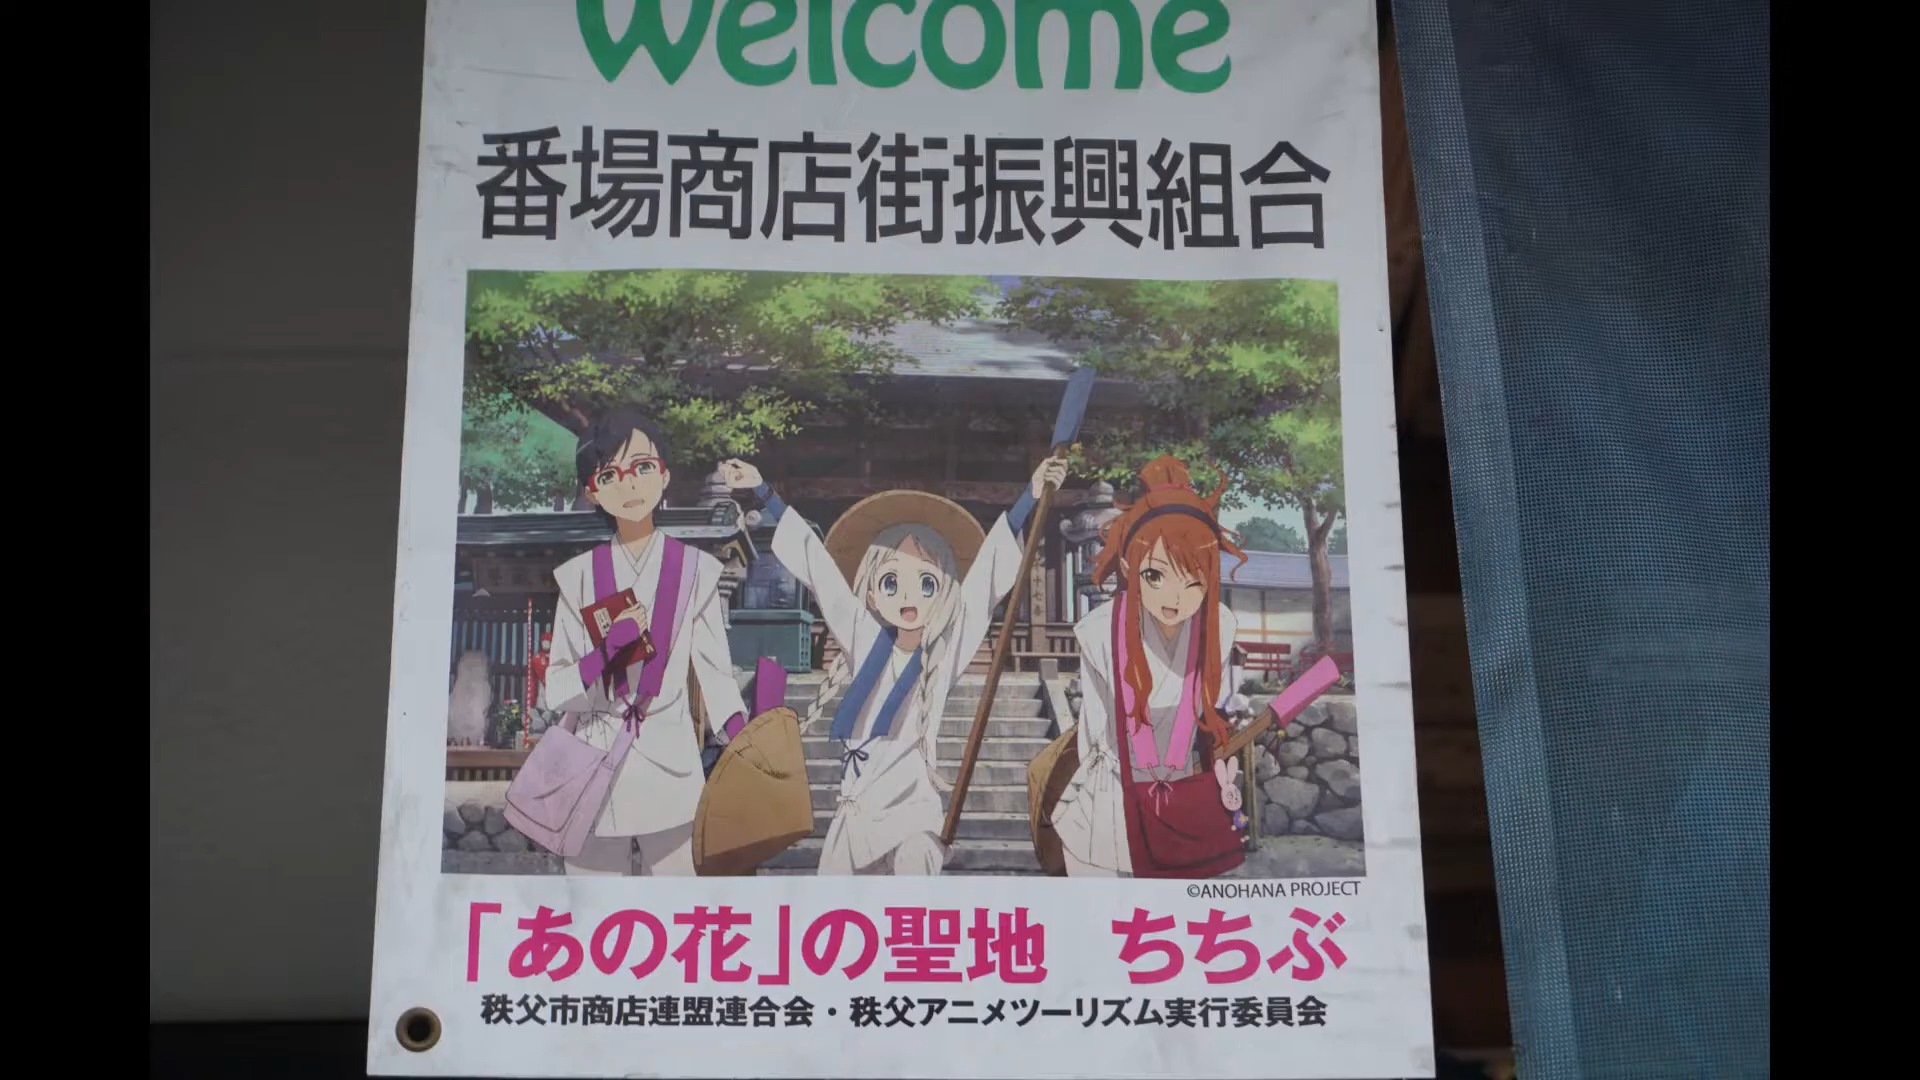 Welcome
番場商店街振興組合
©ANOHANA PROJECT
「あの花」の聖地 ちちぶ
秩父市商店連盟連合会・秩父アニメツーリズム実行委員会